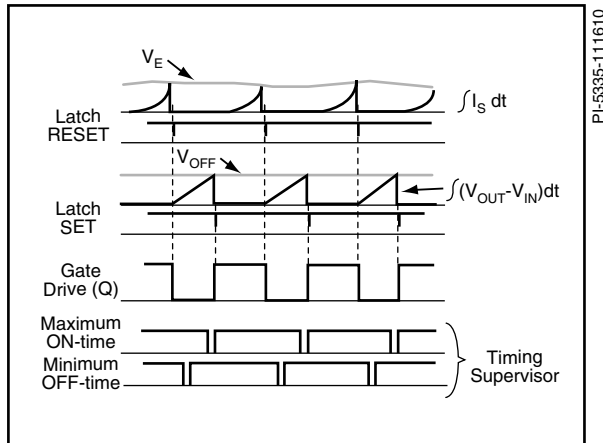 V_E
∫I_S dt
Latch
RESET
V_OFF
∫(V_OUT-V_IN)dt
Latch
SET
Gate
Drive (Q)
Maximum
ON-time
Minimum
OFF-time
Timing
Supervisor
PI-5335-111610